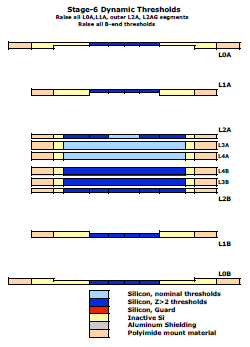 Stage-6 Dynamic Thresholds
Raise all L0A,L1A, outer L2A, L2AG segments
Raise all B-end thresholds
L0A
L1A
L2A
L3A
L4A
L4B
L3B
L2B
L1B
L0B
Silicon, nominal thresholds
Silicon, Z>2 thresholds
Silicon, Guard
Inactive Si
Aluminum Shielding
Polyimide mount material